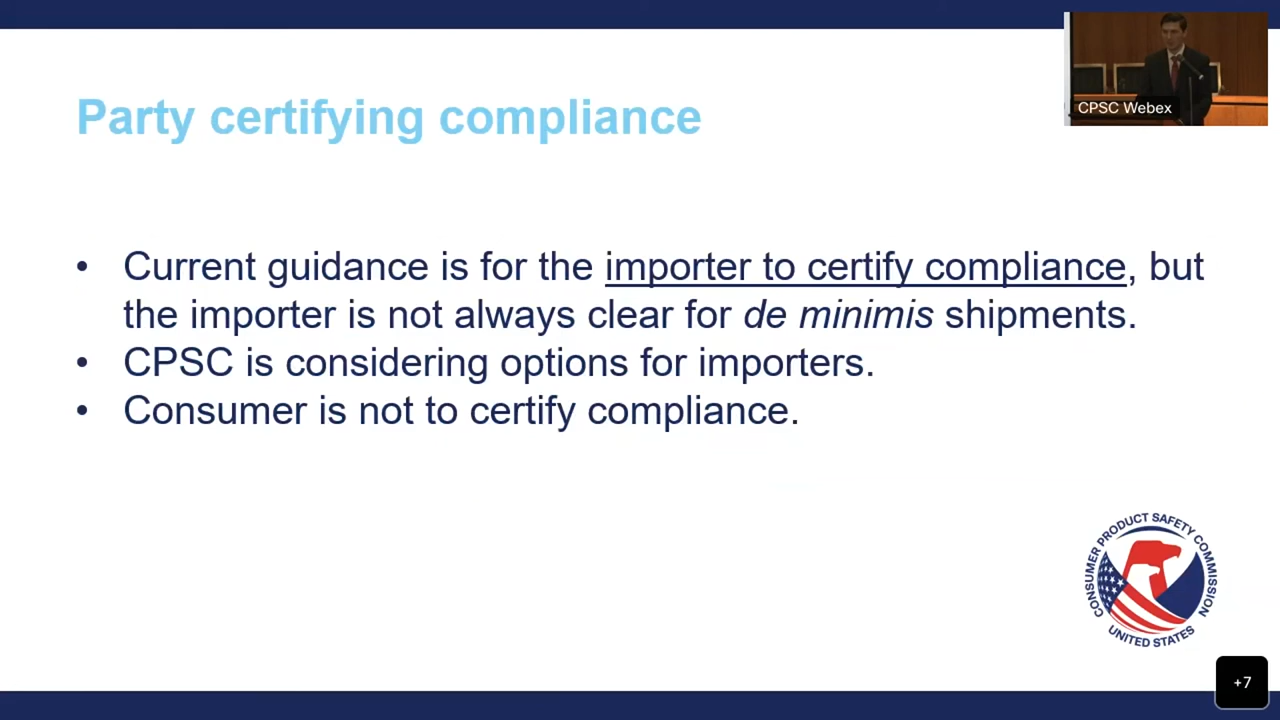 Party certifying compliance
CPSC Webex
• Current guidance is for the importer to certify compliance, but
the importer is not always clear for de minimis shipments.
• CPSC is considering options for importers.
• Consumer is not to certify compliance.
CONSUMER PRODUCT SAFETY COMMISSION
UNITED STATES
+7